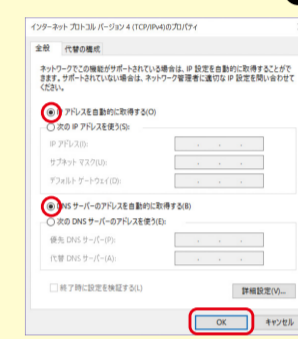 インターネット プロトコル バージョン 4 (TCP/IPv4)のプロパティ
全般 代替の構成
ネットワークでこの機能がサポートされている場合は、IP 設定を自動的に取得することがで
きます。サポートされていない場合は、ネットワーク管理者に適切な IP 設定を問い合わせて
ください。
アドレスを自動的に取得する(O)
次の IP アドレスを使う(S):
IP アドレス(I):
サブネット マスク(U):
デフォルト ゲートウェイ(D):
DNS サーバーのアドレスを自動的に取得する(B)
次の DNS サーバーのアドレスを使う(E):
優先 DNS サーバー(P):
代替 DNS サーバー(A):
終了時に設定を検証する(L)
詳細設定(V)...
OK キャンセル